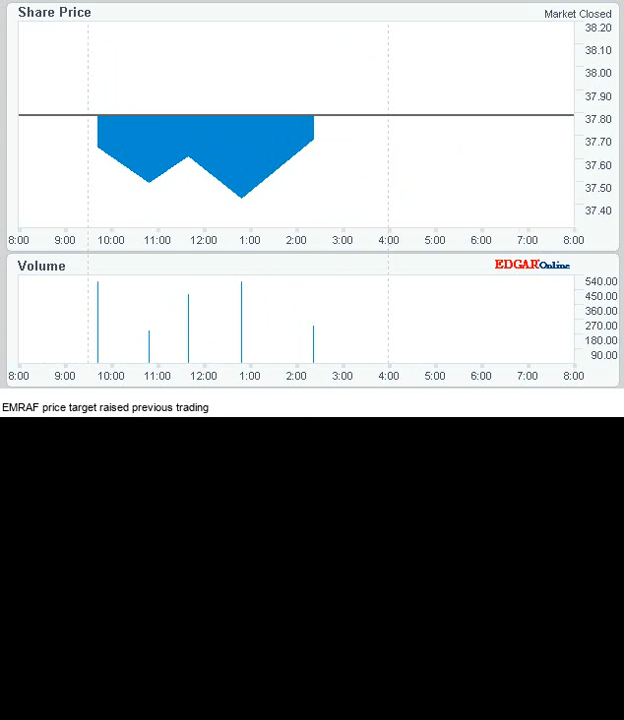 Share Price
Market Closed
38.20
38.10
38.00
37.90
37.80
37.70
37.60
37.50
37.40
8:00 9:00 10:00 11:00 12:00 1:00 2:00 3:00 4:00 5:00 6:00 7:00 8:00
Volume
EDGAROnline
540.00
450.00
360.00
270.00
180.00
90.00
8:00 9:00 10:00 11:00 12:00 1:00 2:00 3:00 4:00 5:00 6:00 7:00 8:00
EMRAF price target raised previous trading